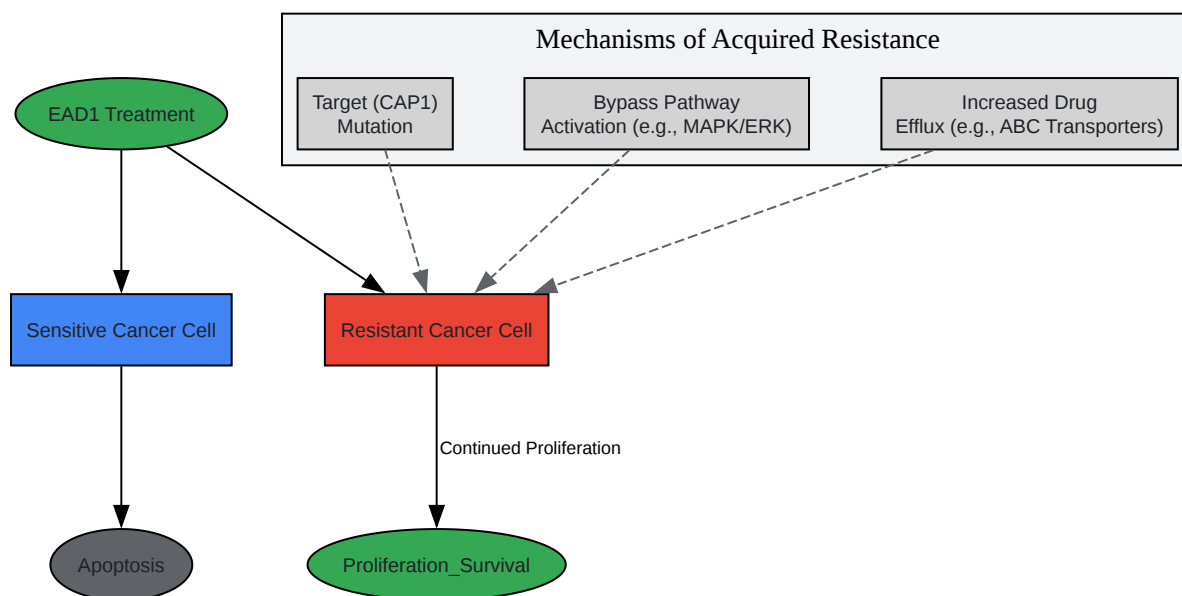 Mechanisms of Acquired Resistance
EAD1 Treatment
Target (CAP1)
Mutation
Bypass Pathway
Activation (e.g., MAPK/ERK)
Increased Drug
Efflux (e.g., ABC Transporters)
Sensitive Cancer Cell
Resistant Cancer Cell
Continued Proliferation
Apoptosis
Proliferation_Survival